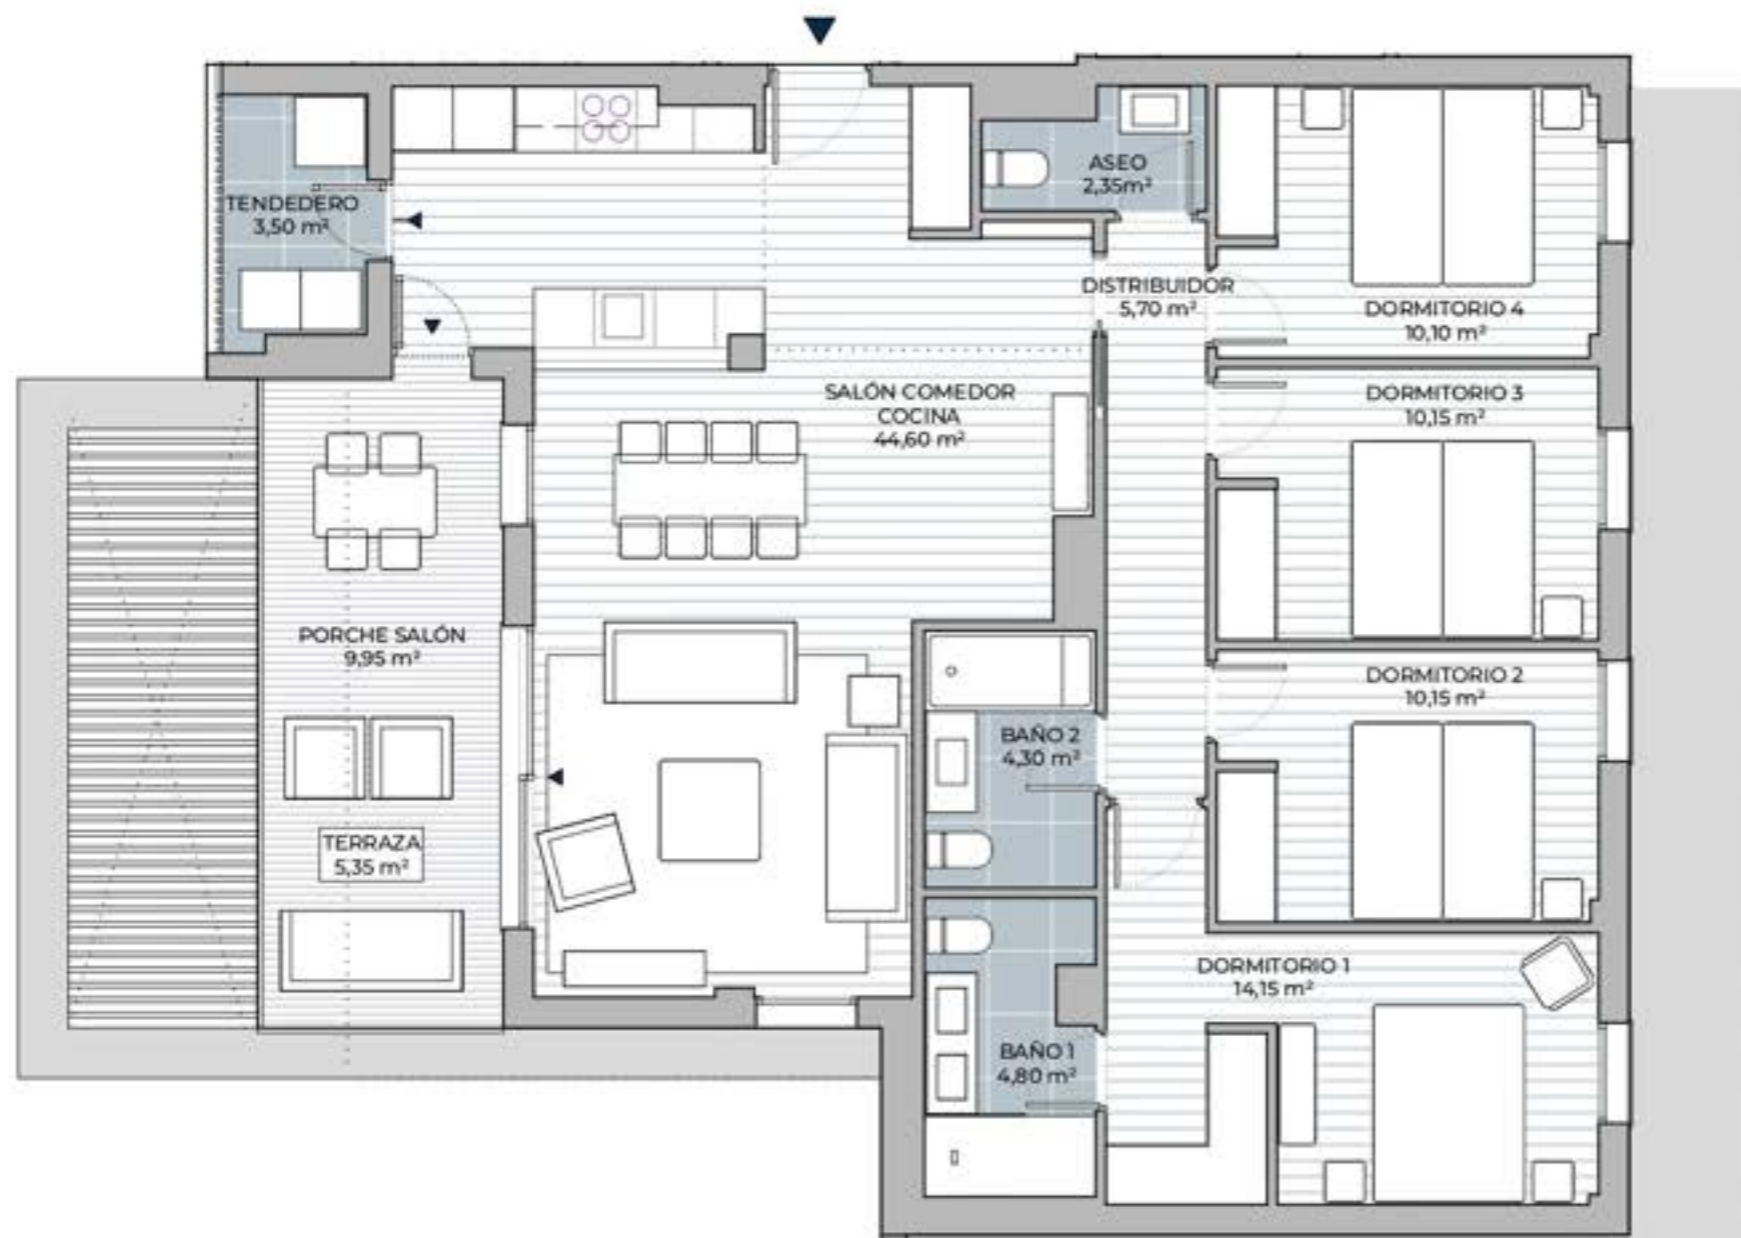 TENDEDERO
3,50 m²
ASEO
2,35m²
DISTRIBUIDOR
5,70 m²
DORMITORIO 4
10,10 m²
SALÓN COMEDOR
COCINA
44,60 m²
DORMITORIO 3
10,15 m²
PORCHE SALÓN
9,95 m²
DORMITORIO 2
10,15 m²
BAÑO 2
4,30 m²
TERRAZA
5,35 m²
DORMITORIO 1
14,15 m²
BAÑO 1
4,80 m²